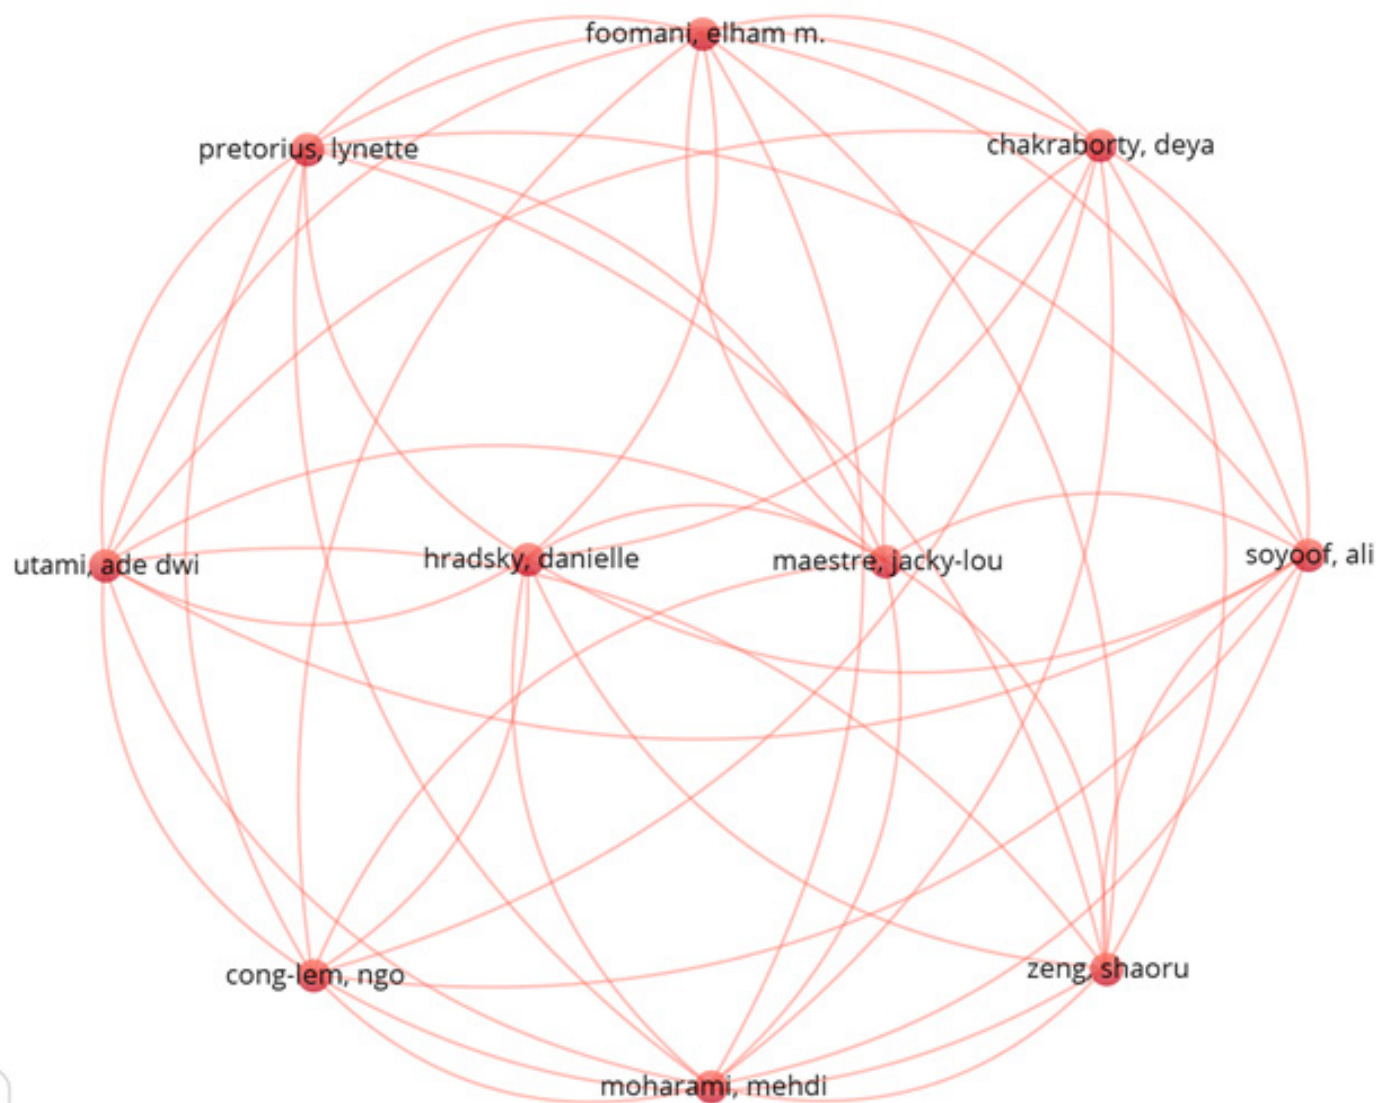 foomani, elham m.
pretorius, lynette
chakraborty, deya
utami, ade dwi
hradsky, danielle
maestre, jacky-lou
soyoof, ali
cong-lem, ngo
zeng, shaoru
moharami, mehdi